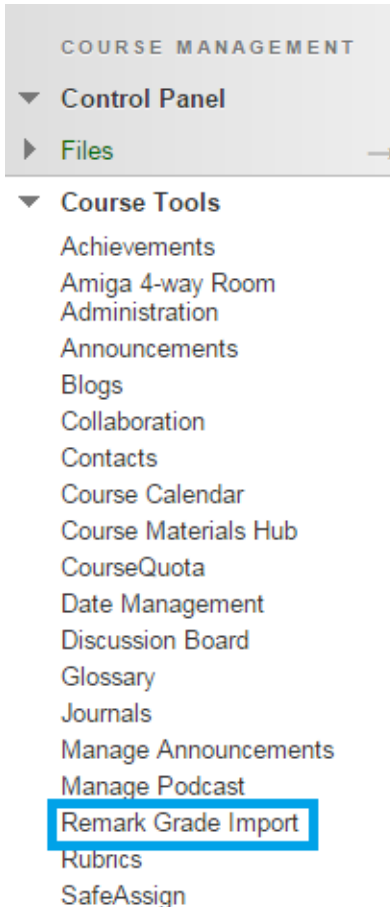 COURSE MANAGEMENT
Control Panel
Files
Course Tools
Achievements
Amiga 4-way Room
Administration
Announcements
Blogs
Collaboration
Contacts
Course Calendar
Course Materials Hub
CourseQuota
Date Management
Discussion Board
Glossary
Journals
Manage Announcements
Manage Podcast
Remark Grade Import
Rubrics
SafeAssign